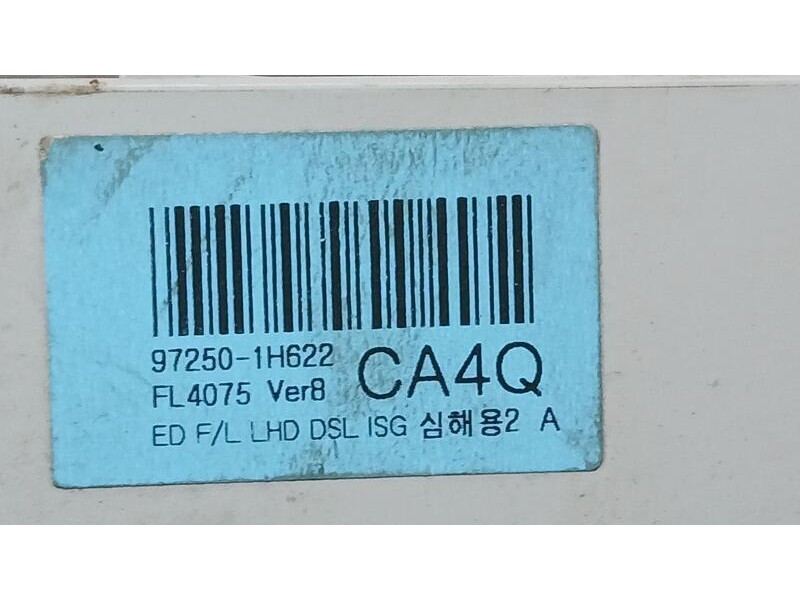 97250-1H622 CA4Q
FL4075 Ver8
ED F/L LHD DSL ISG 심해용2 A